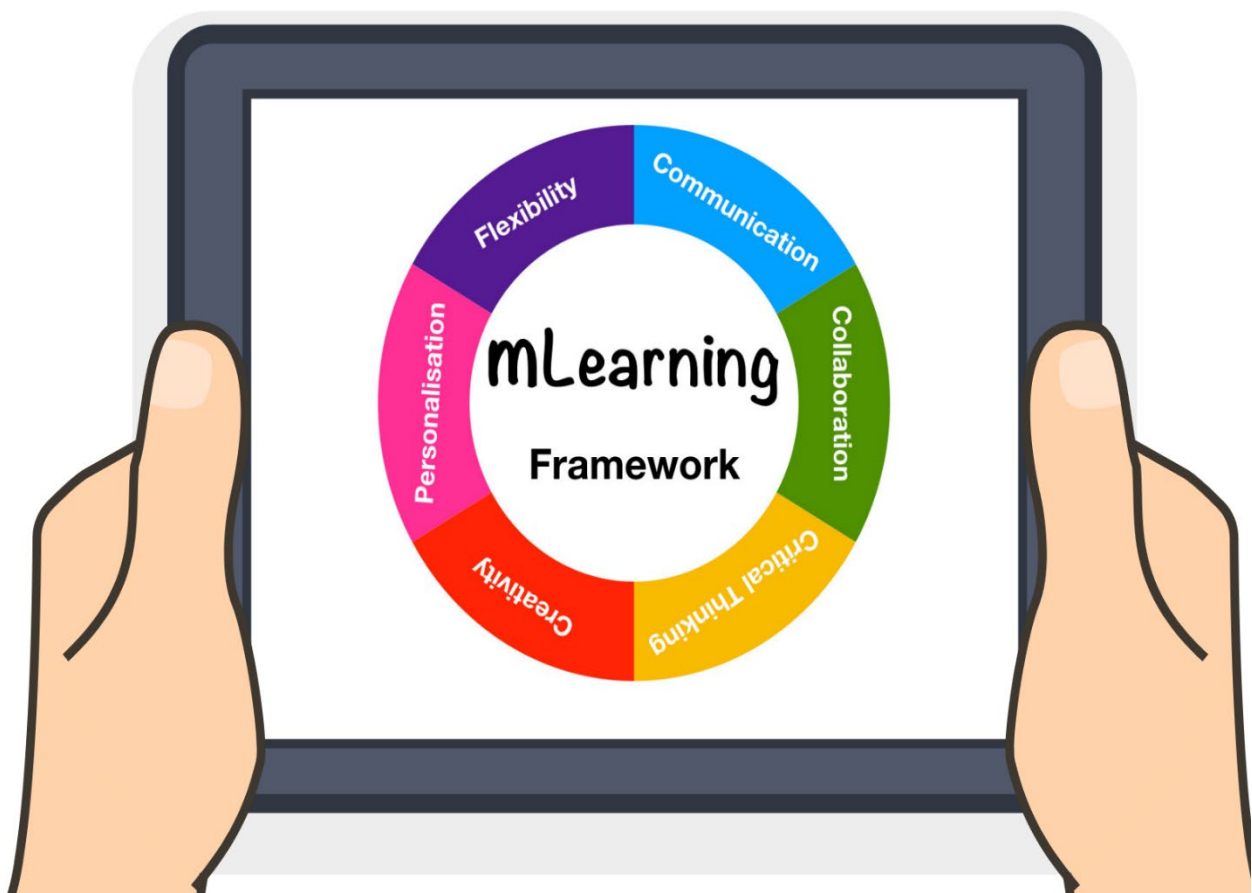 Flexibility
Communication
Collaboration
Critical Thinking
Creativity
Personalisation
mLearning
Framework